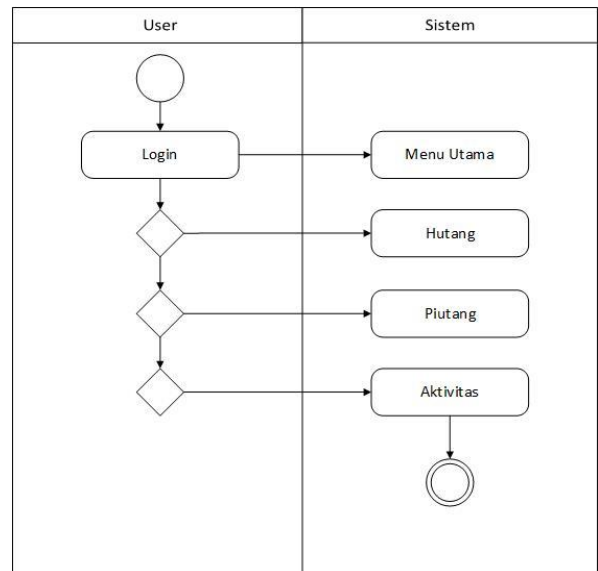 User
Sistem
Login
Menu Utama
Hutang
Piutang
Aktivitas